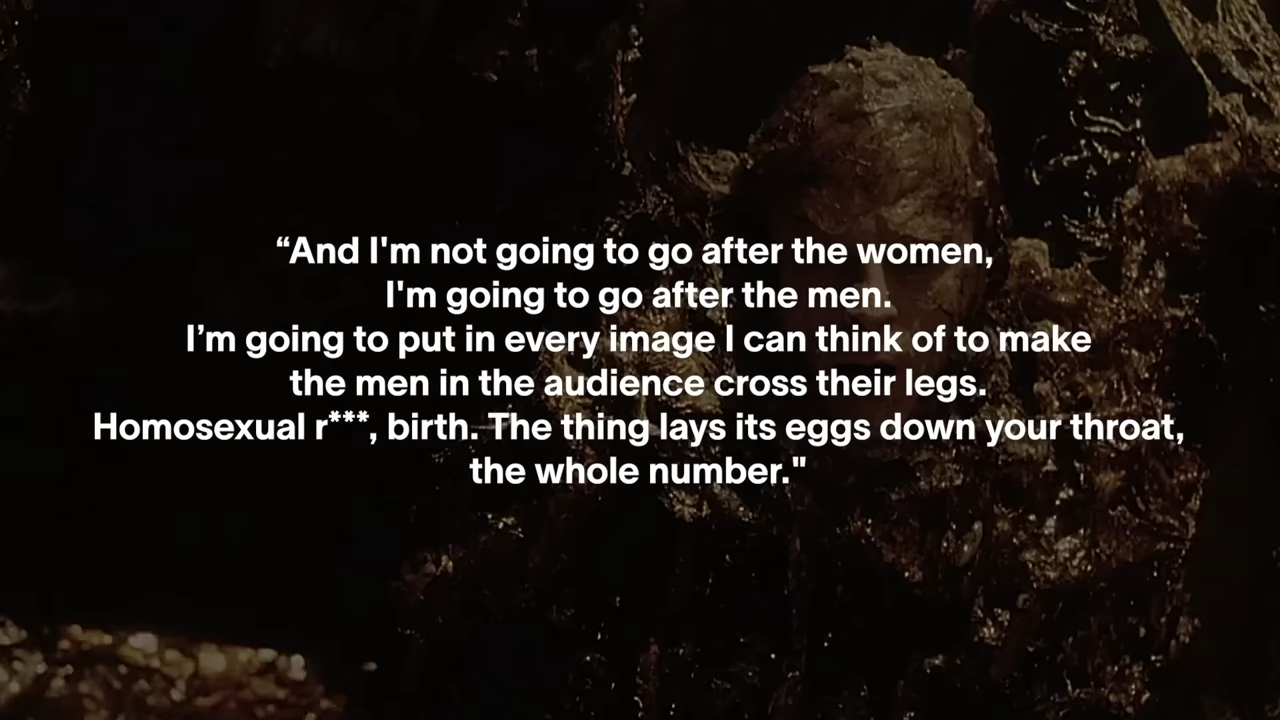 “And I'm not going to go after the women,
I'm going to go after the men.
I’m going to put in every image I can think of to make
the men in the audience cross their legs.
Homosexual r***, birth. The thing lays its eggs down your throat,
the whole number."